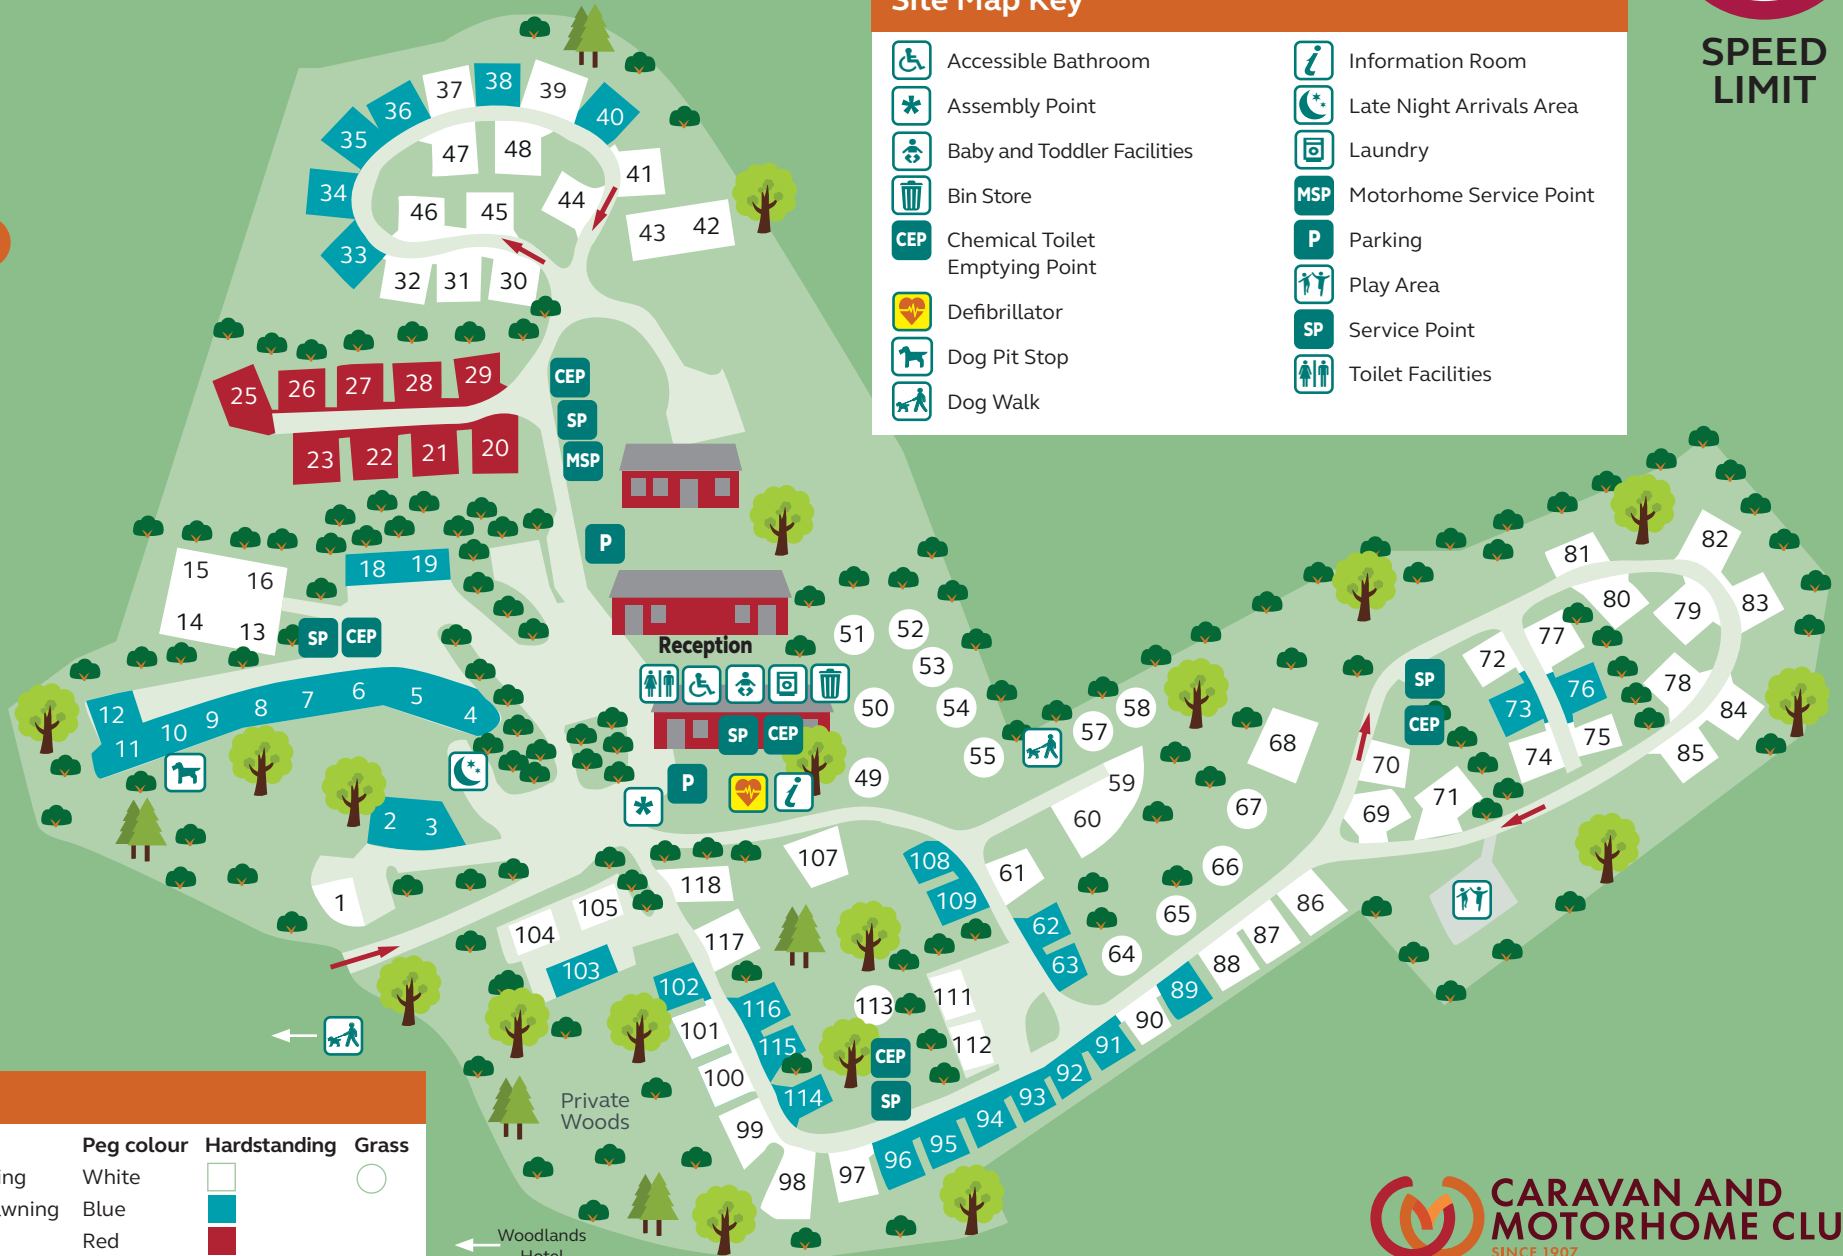 Site Map Key
Accessible Bathroom
Assembly Point
Baby and Toddler Facilities
Bin Store
CEP Chemical Toilet
Emptying Point
Defibrillator
Dog Pit Stop
Dog Walk
i Information Room
Late Night Arrivals Area
Laundry
MSP Motorhome Service Point
P Parking
Play Area
SP Service Point
Toilet Facilities
SPEED
LIMIT
37 38 39
36 40
35
47 48
41
34
44
46 45
43 42
33
32 31 30
29
28
27
26
25
CEP
SP
MSP
23 22 21 20
P
15 16
18 19
14 13
SP CEP
Reception
SP CEP
12
11 10 9 8 7 6 5 4
P
i
2 3
1
51 52
53
50 54
55
57 58
49
59
60
68
67
66
65
64
61
62
63
81 82
80 79 83
77
72
76
73
78
84
75
74
85
SP
CEP
70
71
69
107
108
109
118
105
104
103
117
102
116
101
115
100
114
99
98 97 96 95 94 93 92 91 90 89 88 87 86
113 111
112
CEP
SP
Private
Woods
Woodlands
Hotel
Peg colour Hardstanding Grass
ing White
wning Blue
Red
CARAVAN AND
MOTORHOME CLU
SINCE 1907